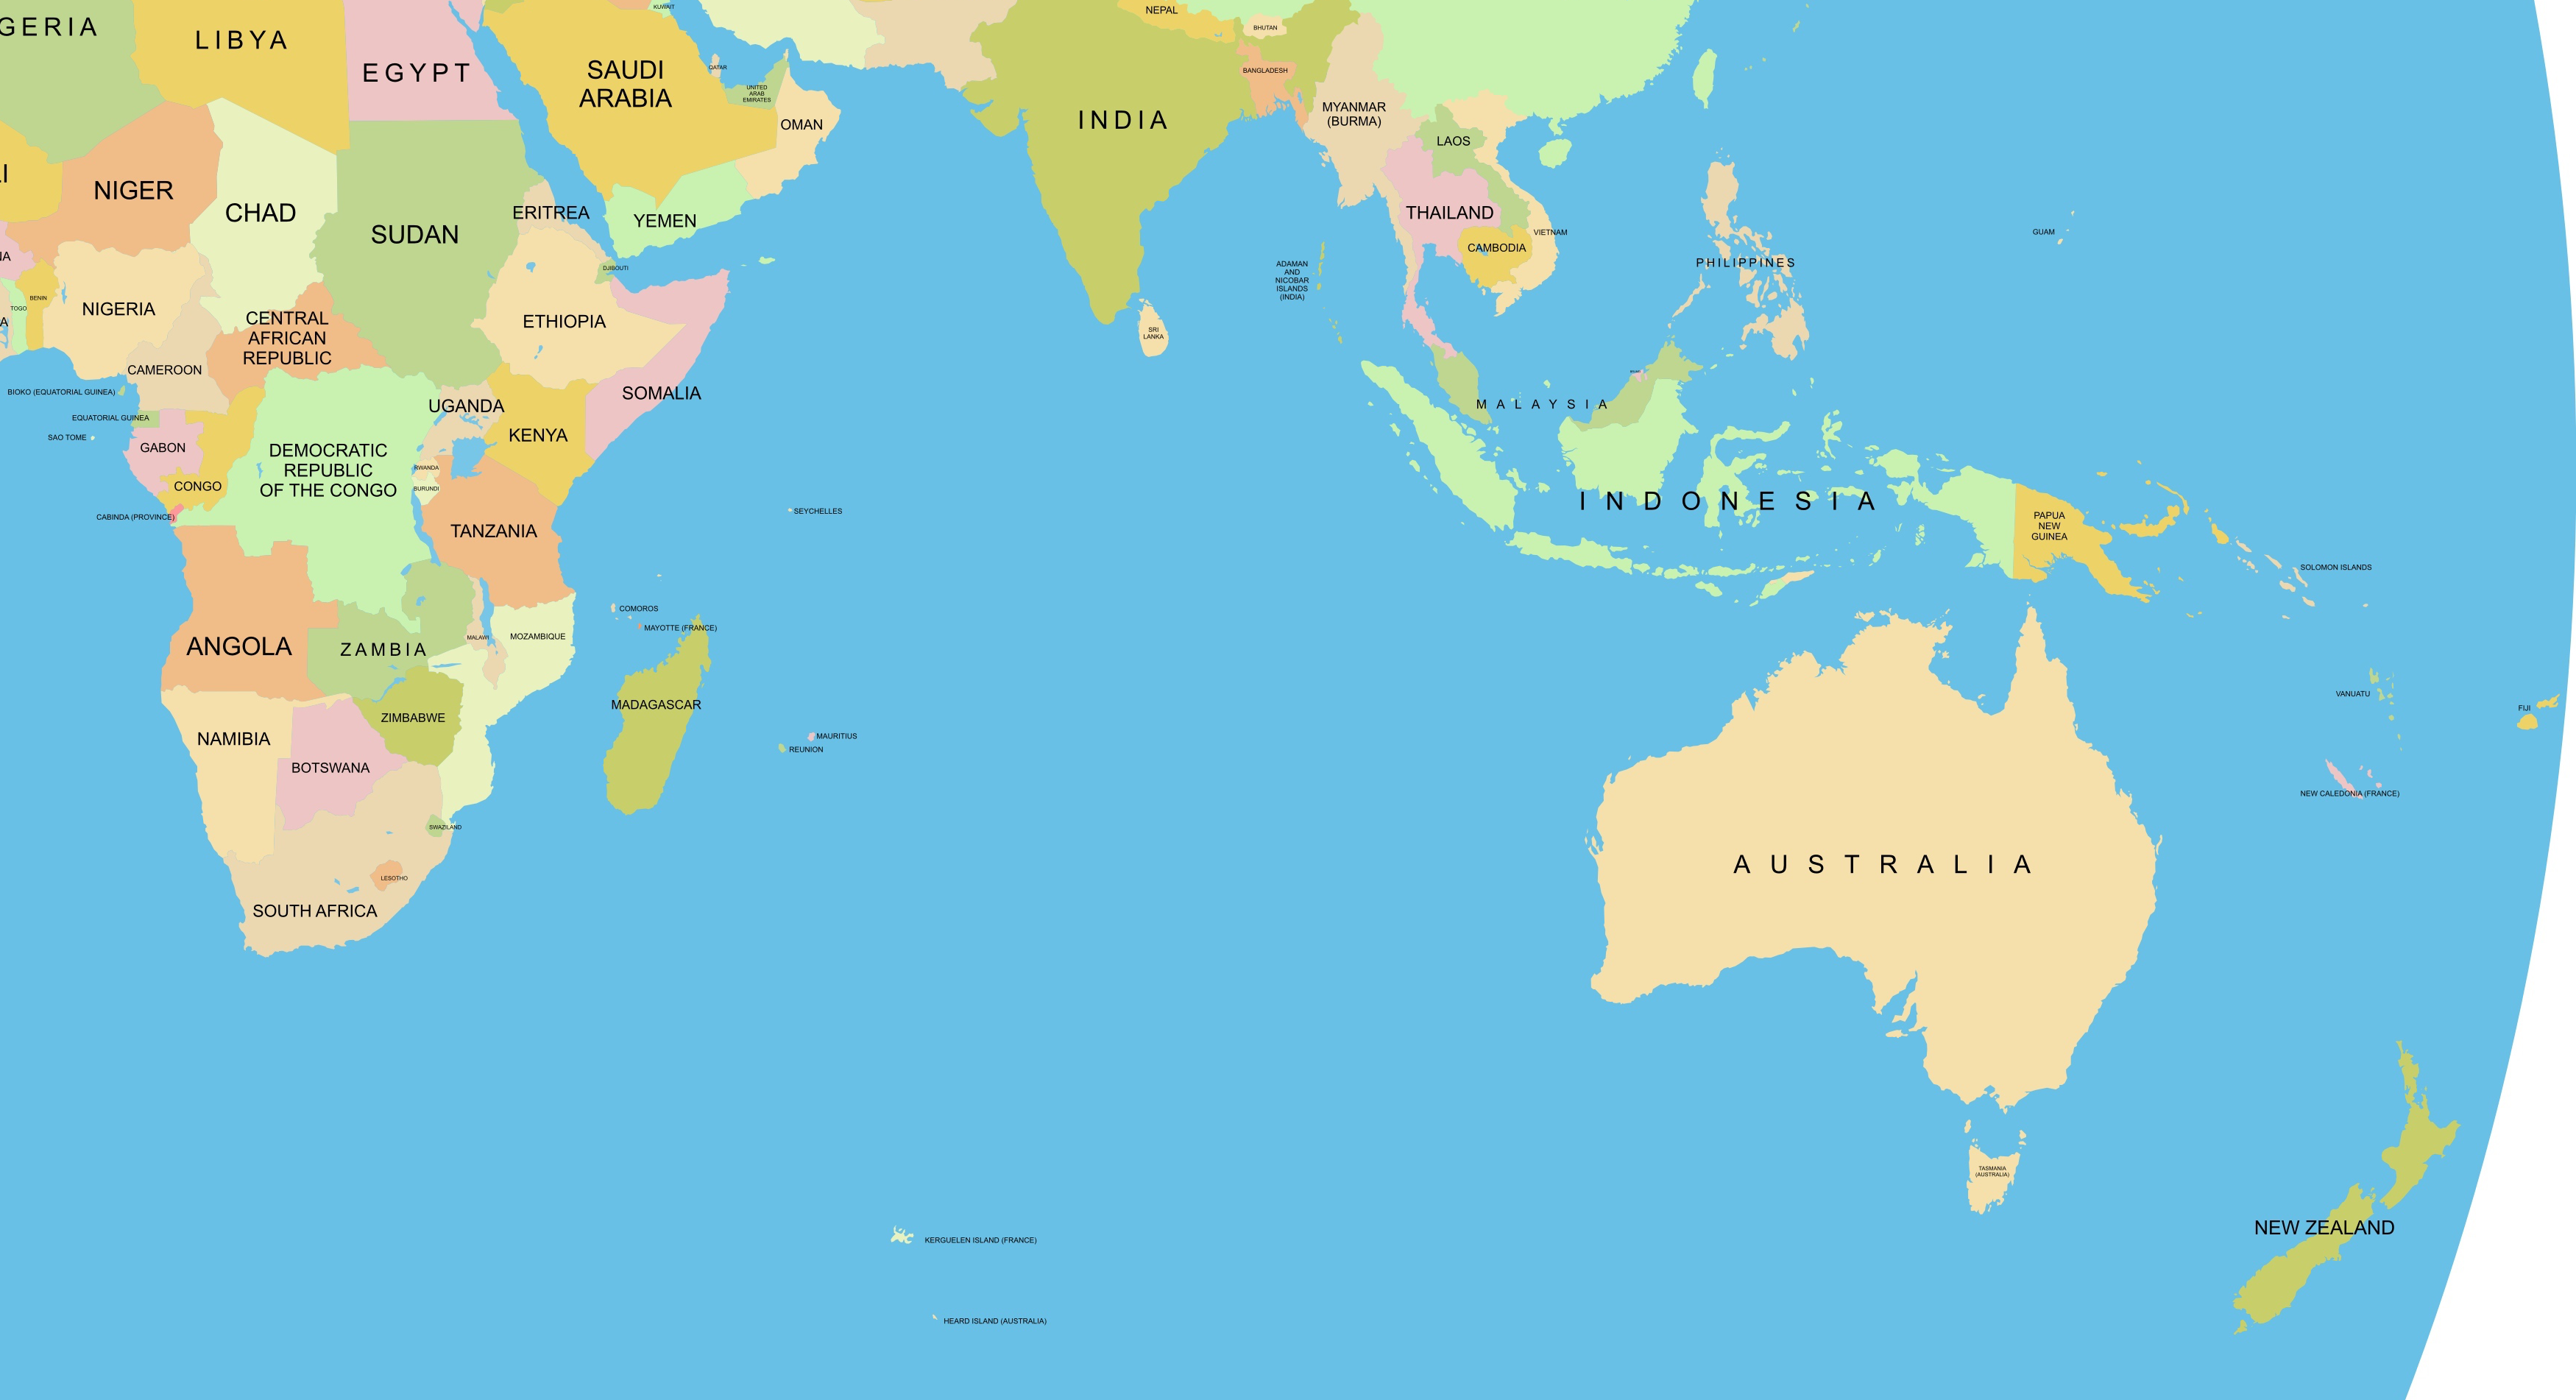 GERIA
LIBYA
EGYPT
KUWAIT
SAUDI
ARABIA
QATAR
UNITED
ARAB
EMIRATES
OMAN
YEMEN
NEPAL
BHUTAN
BANGLADESH
INDIA
MYANMAR
(BURMA)
LAOS
THAILAND
VIETNAM
CAMBODIA
PHILIPPINES
GUAM
ADAMAN
AND
NICOBAR
ISLANDS
(INDIA)
SRI
LANKA
LI
NIGER
CHAD
SUDAN
ERITREA
DJIBOUTI
NA
BENIN
TOGO
A
NIGERIA
CENTRAL
AFRICAN
REPUBLIC
ETHIOPIA
CAMEROON
SOMALIA
BIOKO (EQUATORIAL GUINEA)
EQUATORIAL GUINEA
SAO TOME
GABON
CONGO
CABINDA (PROVINCE)
DEMOCRATIC
REPUBLIC
OF THE CONGO
UGANDA
KENYA
RWANDA
BURUNDI
TANZANIA
SEYCHELLES
MALAYSIA
INDONESIA
PAPUA
NEW
GUINEA
SOLOMON ISLANDS
COMOROS
MAYOTTE (FRANCE)
ANGOLA
ZAMBIA
MALAWI
MOZAMBIQUE
MADAGASCAR
ZIMBABWE
NAMIBIA
BOTSWANA
MAURITIUS
REUNION
VANUATU
FIJI
NEW CALEDONIA (FRANCE)
SWAZILAND
LESOTHO
SOUTH AFRICA
AUSTRALIA
TASMANIA
(AUSTRALIA)
NEW ZEALAND
KERGUELEN ISLAND (FRANCE)
HEARD ISLAND (AUSTRALIA)